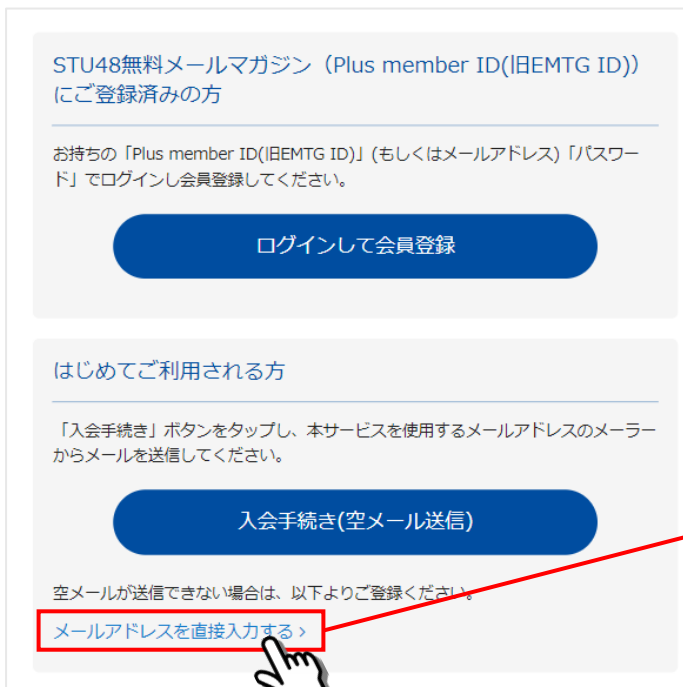 STU48無料メールマガジン（Plus member ID(旧EMTG ID)）
にご登録済みの方
お持ちの「Plus member ID(旧EMTG ID)」(もしくはメールアドレス)「パスワー
ド」でログインし会員登録してください。
ログインして会員登録
はじめてご利用される方
「入会手続き」ボタンをタップし、本サービスを使用するメールアドレスのメーラー
からメールを送信してください。
入会手続き(空メール送信)
空メールが送信できない場合は、以下よりご登録ください。
メールアドレスを直接入力する ›